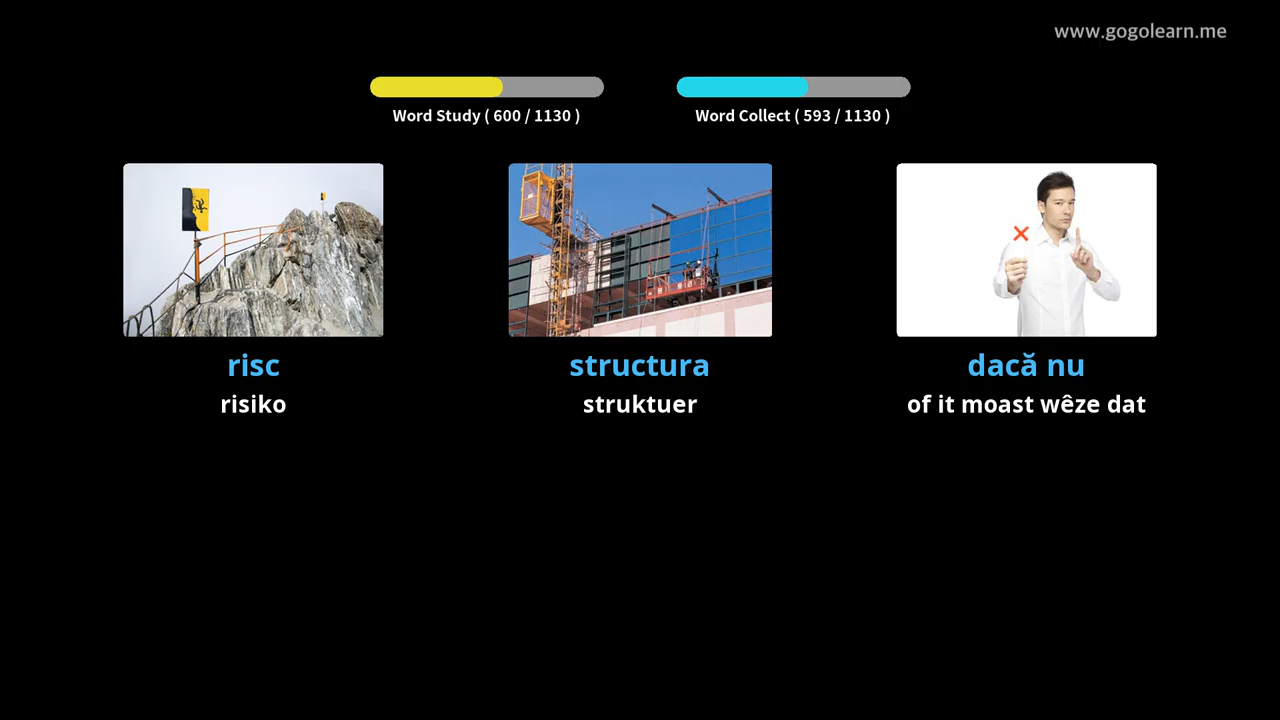 www.gogolearn.me
Word Study ( 600 / 1130 )
Word Collect ( 593 / 1130 )
risc
structura
dacă nu
risiko
struktuer
of it moast wêze dat